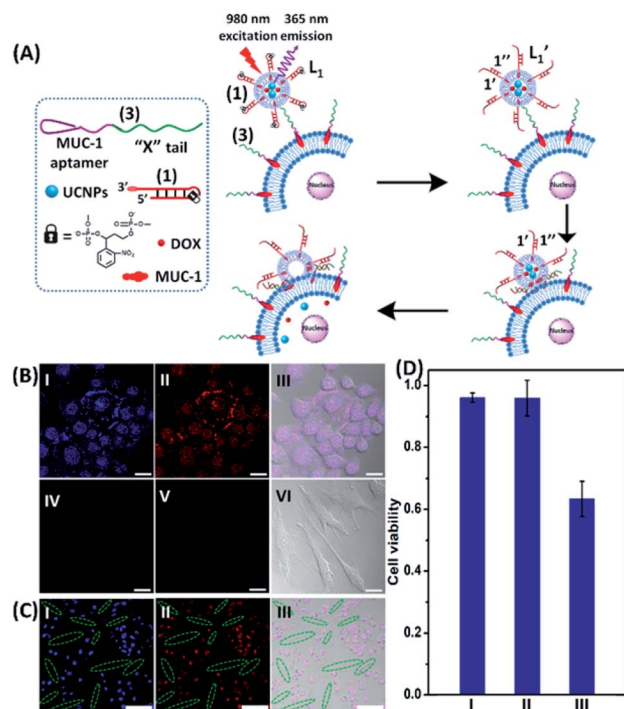 (A)
980 nm
excitation
365 nm
emission
L₁
(1)
(3)
Nucleus
1''
L₁'
1'
Nucleus
(3)
MUC-1
aptamer
"X" tail
UCNPs
(1)
3'
5'
O
O-P-O
O
O
O-P=O
O⁻
NO₂
DOX
MUC-1
Nucleus
1'
1''
Nucleus
(B)
I
II
III
IV
V
VI
(C)
I
II
III
(D)
Cell viability
1.0
0.8
0.6
0.4
0.2
0.0
I
II
III